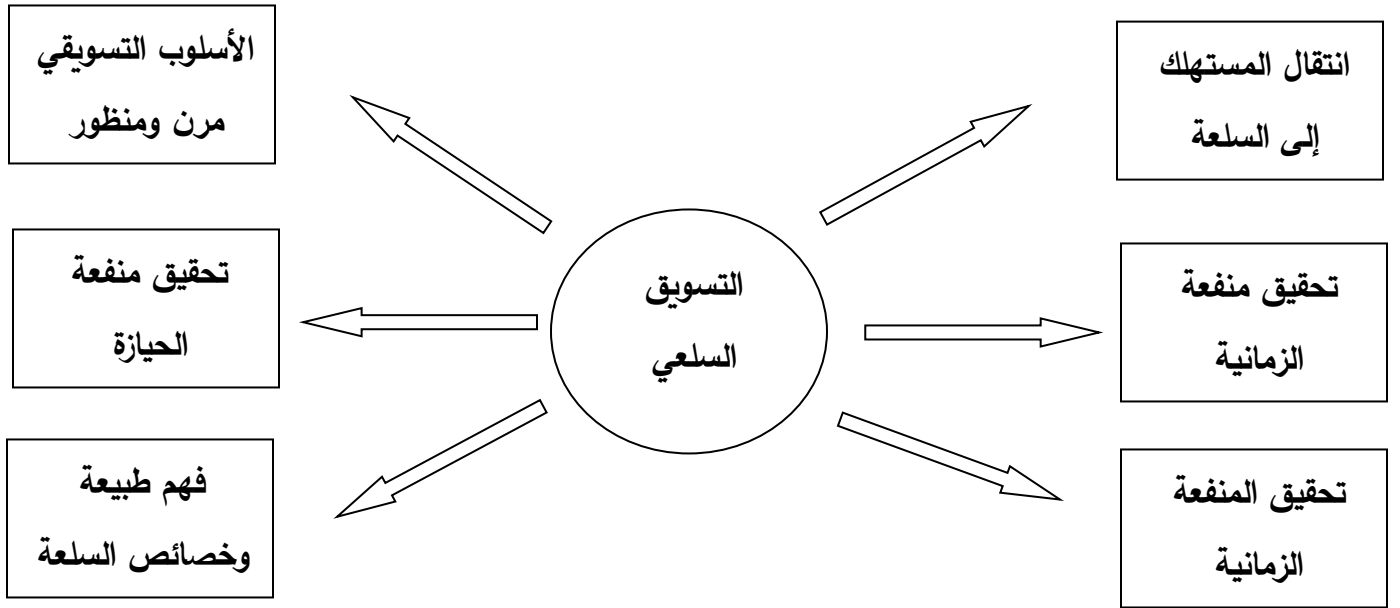 انتقال المستهلك
إلى السلعة
الأسلوب التسويقي
مرن ومنظور
التسويق
السلعي
تحقيق منفعة
الزمانية
تحقيق منفعة
الحيازة
تحقيق المنفعة
الزمانية
فهم طبيعة
وخصائص السلعة